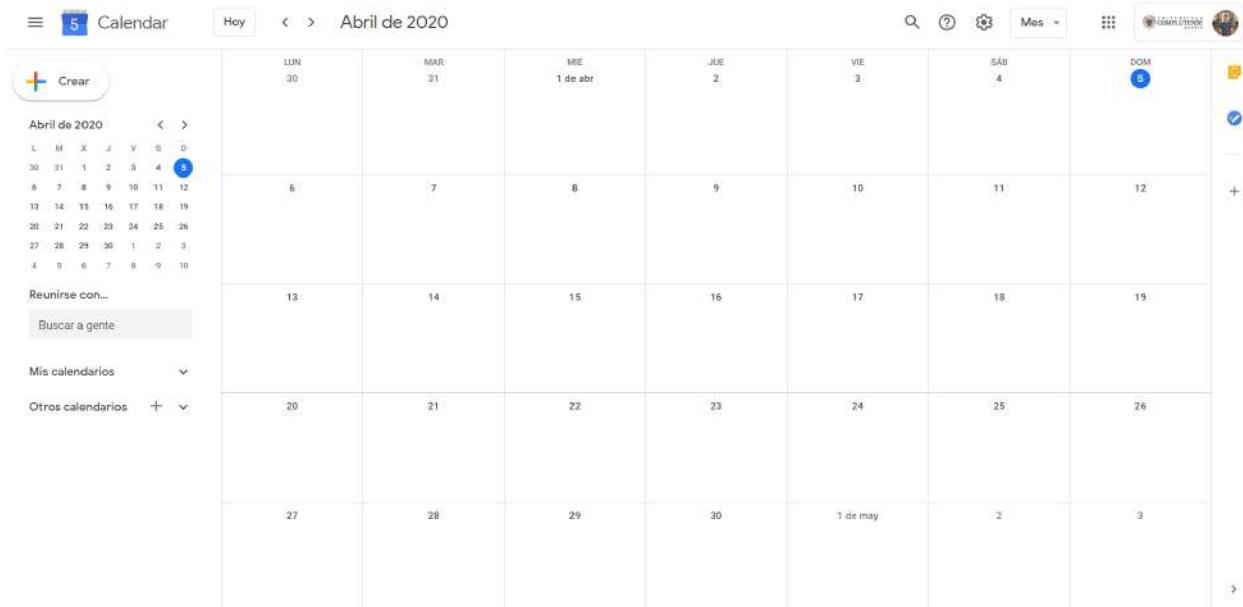 5 Calendar Hoy Abril de 2020 Mes COMPLUTENSE
Crear
Abril de 2020
L M X J V S D
30 31 1 2 3 4 5
6 7 8 9 10 11 12
13 14 15 16 17 18 19
20 21 22 23 24 25 26
27 28 29 30 1 2 3
4 5 6 7 8 9 10
Reunirse con...
Buscar a gente
Mis calendarios
Otros calendarios
LUN MAR MIÉ JUE VIE SÁB DOM
30 31 1 de abr 2 3 4 5
6 7 8 9 10 11 12
13 14 15 16 17 18 19
20 21 22 23 24 25 26
27 28 29 30 1 de may 2 3